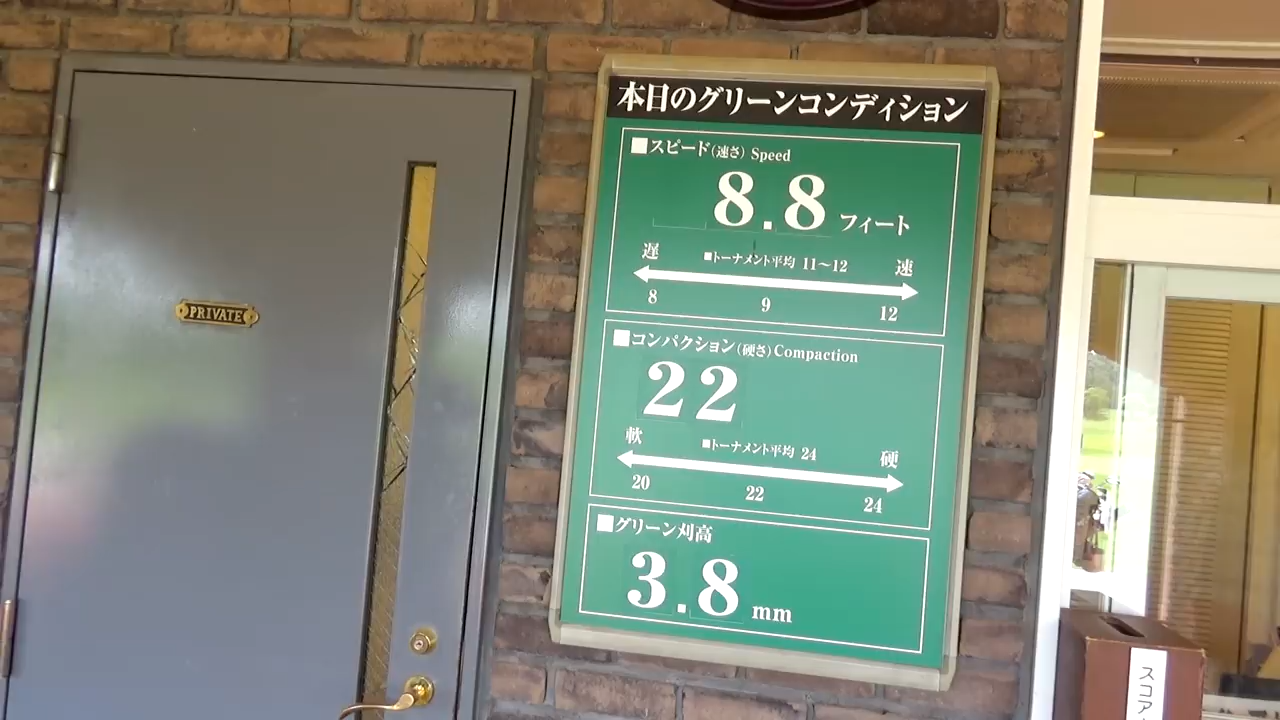 PRIVATE
本日のグリーンコンディション
■スピード(速さ) Speed
8.8 フィート
遅 ■トーナメント平均 11〜12 速
8 9 12
■コンパクション(硬さ) Compaction
22
軟 ■トーナメント平均 24 硬
20 22 24
■グリーン刈高
3.8 mm
スコア